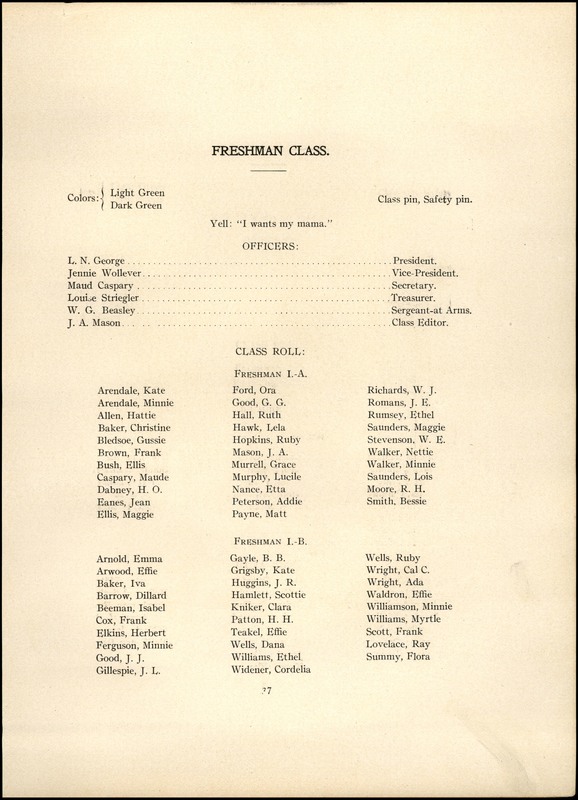 FRESHMAN CLASS.
Colors: { Light Green
Dark Green
Class pin, Safety pin.
Yell: "I wants my mama."
OFFICERS:
L. N. George . . . . . . . . . . President.
Jennie Wollever . . . . . . . . . . Vice-President.
Maud Caspary . . . . . . . . . . Secretary.
Louise Striegler . . . . . . . . . . Treasurer.
W. G. Beasley . . . . . . . . . . Sergeant-at Arms.
J. A. Mason . . . . . . . . . . Class Editor.
CLASS ROLL:
FRESHMAN I.-A.
Arendale, Kate
Arendale, Minnie
Allen, Hattie
Baker, Christine
Bledsoe, Gussie
Brown, Frank
Bush, Ellis
Caspary, Maude
Dabney, H. O.
Eanes, Jean
Ellis, Maggie
Ford, Ora
Good, G. G.
Hall, Ruth
Hawk, Lela
Hopkins, Ruby
Mason, J. A.
Murrell, Grace
Murphy, Lucile
Nance, Etta
Peterson, Addie
Payne, Matt
Richards, W. J.
Romans, J. E.
Rumsey, Ethel
Saunders, Maggie
Stevenson, W. E.
Walker, Nettie
Walker, Minnie
Saunders, Lois
Moore, R. H.
Smith, Bessie
FRESHMAN I.-B.
Arnold, Emma
Arwood, Effie
Baker, Iva
Barrow, Dillard
Beeman, Isabel
Cox, Frank
Elkins, Herbert
Ferguson, Minnie
Good, J. J.
Gillespie, J. L.
Gayle, B. B.
Grigsby, Kate
Huggins, J. R.
Hamlett, Scottie
Kniker, Clara
Patton, H. H.
Teakel, Effie
Wells, Dana
Williams, Ethel
Widener, Cordelia
Wells, Ruby
Wright, Cal C.
Wright, Ada
Waldron, Effie
Williamson, Minnie
Williams, Myrtle
Scott, Frank
Lovelace, Ray
Summy, Flora